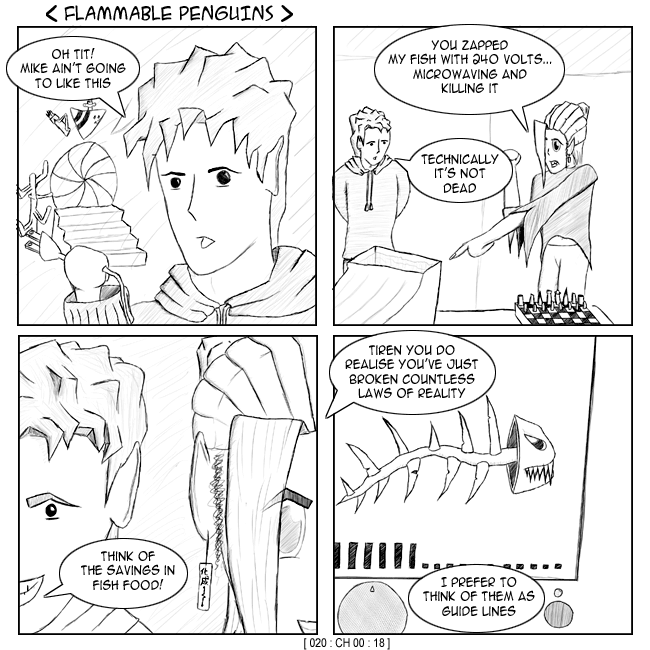 < FLAMMABLE PENGUINS >
OH TIT!
MIKE AIN'T GOING
TO LIKE THIS
YOU ZAPPED
MY FISH WITH 240 VOLTS...
MICROWAVING AND
KILLING IT
TECHNICALLY
IT'S NOT
DEAD
THINK OF
THE SAVINGS IN
FISH FOOD!
TIREN YOU DO
REALISE YOU'VE JUST
BROKEN COUNTLESS
LAWS OF REALITY
I PREFER TO
THINK OF THEM AS
GUIDE LINES
[ 020 : CH 00 : 18 ]